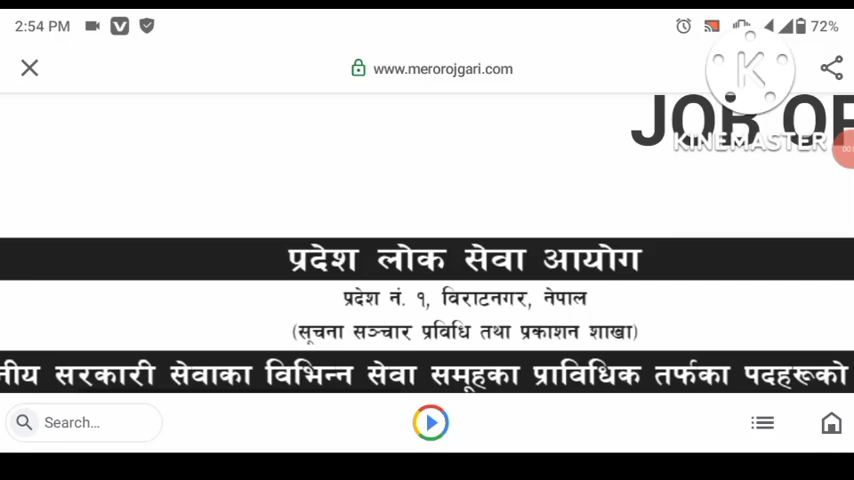 2:54 PM V 72%
www.merorojgari.com
K
JOB
KINEMASTER
प्रदेश लोक सेवा आयोग
प्रदेश नं. १, विराटनगर, नेपाल
(सूचना सञ्चार प्रविधि तथा प्रकाशन शाखा)
नीय सरकारी सेवाका विभिन्न सेवा समूहका प्राविधिक तर्फका पदहरूको
Search...